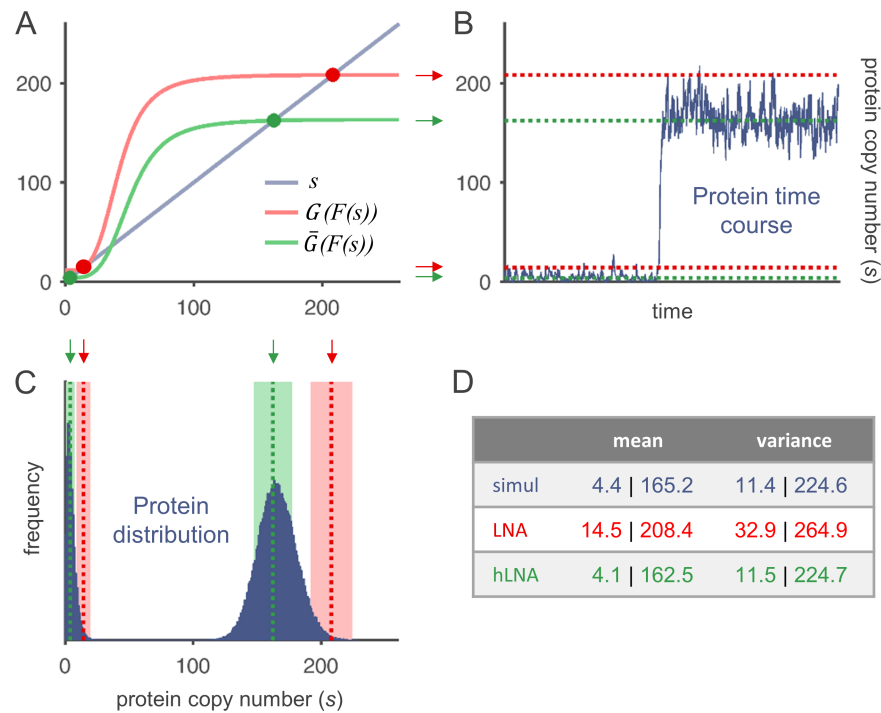 A
200
100
0
0
100
200
s
G(F(s))
Ḡ(F(s))
B
200
100
0
Protein time
course
time
protein copy number (s)
C
Protein
distribution
frequency
0
100
200
protein copy number (s)
D
mean variance
simul 4.4 | 165.2 11.4 | 224.6
LNA 14.5 | 208.4 32.9 | 264.9
hLNA 4.1 | 162.5 11.5 | 224.7